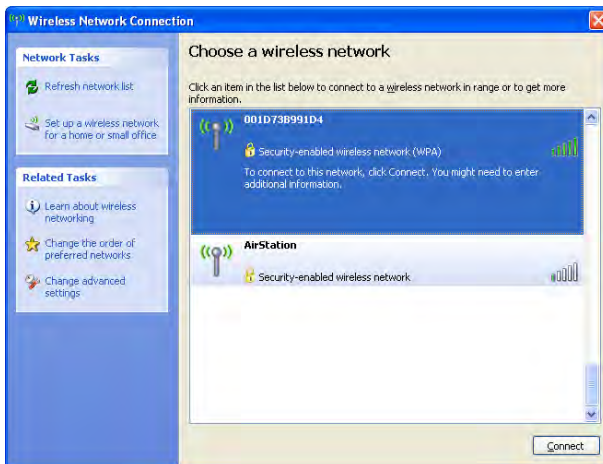 Wireless Network Connection
Network Tasks
Refresh network list
Set up a wireless network
for a home or small office
Related Tasks
Learn about wireless
networking
Change the order of
preferred networks
Change advanced
settings
Choose a wireless network
Click an item in the list below to connect to a wireless network in range or to get more
information.
001D73B991D4
Security-enabled wireless network (WPA)
To connect to this network, click Connect. You might need to enter
additional information.
AirStation
Security-enabled wireless network
Connect